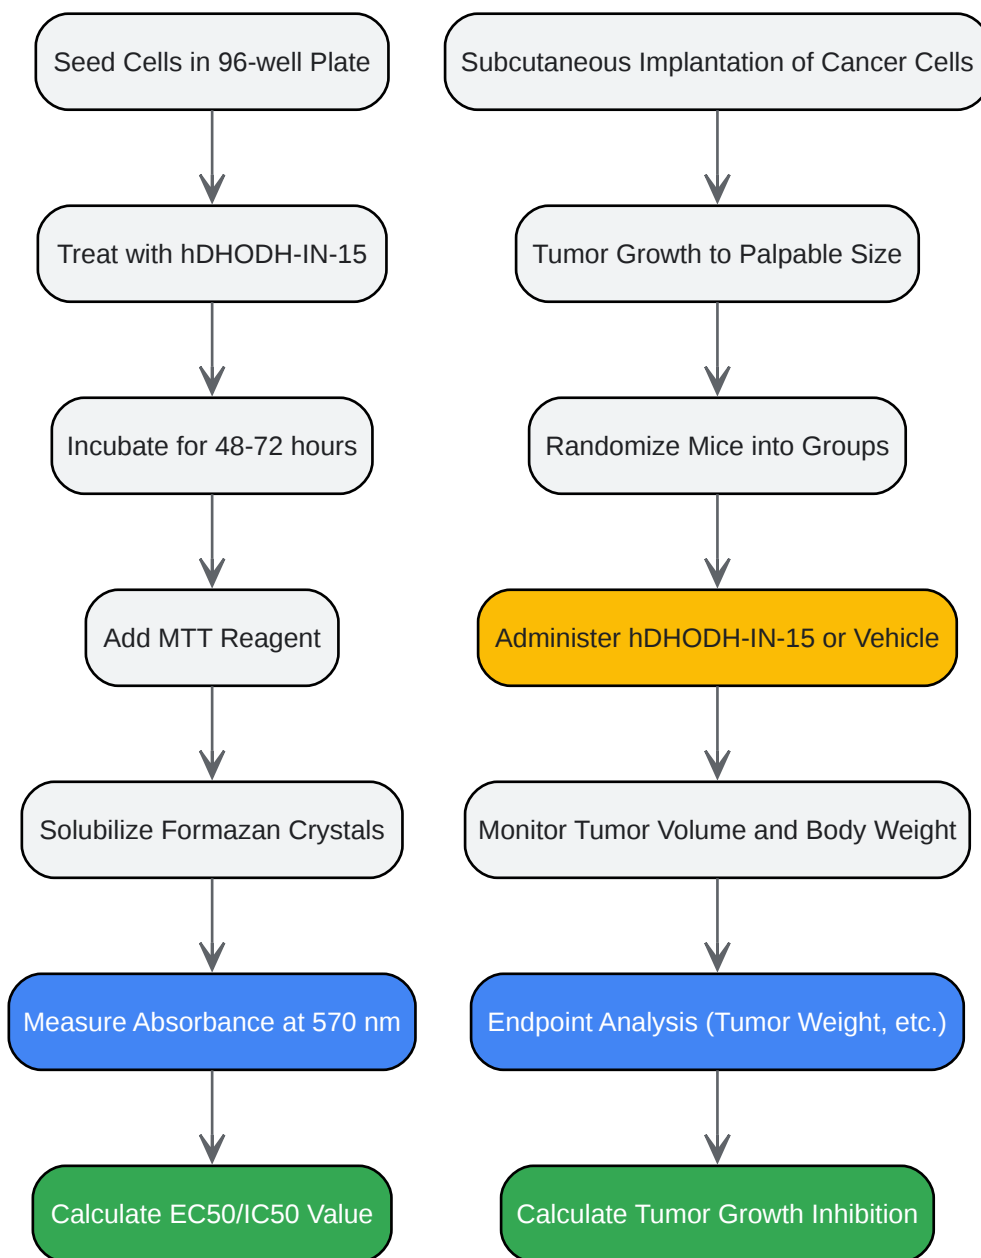 Seed Cells in 96-well Plate
Treat with hDHODH-IN-15
Incubate for 48-72 hours
Add MTT Reagent
Solubilize Formazan Crystals
Measure Absorbance at 570 nm
Calculate EC50/IC50 Value
Subcutaneous Implantation of Cancer Cells
Tumor Growth to Palpable Size
Randomize Mice into Groups
Administer hDHODH-IN-15 or Vehicle
Monitor Tumor Volume and Body Weight
Endpoint Analysis (Tumor Weight, etc.)
Calculate Tumor Growth Inhibition